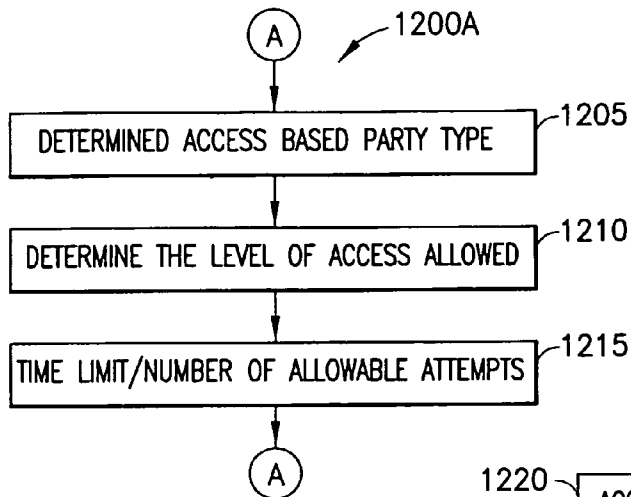 A
1200A
DETERMINED ACCESS BASED PARTY TYPE
1205
DETERMINE THE LEVEL OF ACCESS ALLOWED
1210
TIME LIMIT/NUMBER OF ALLOWABLE ATTEMPTS
1215
A
1220